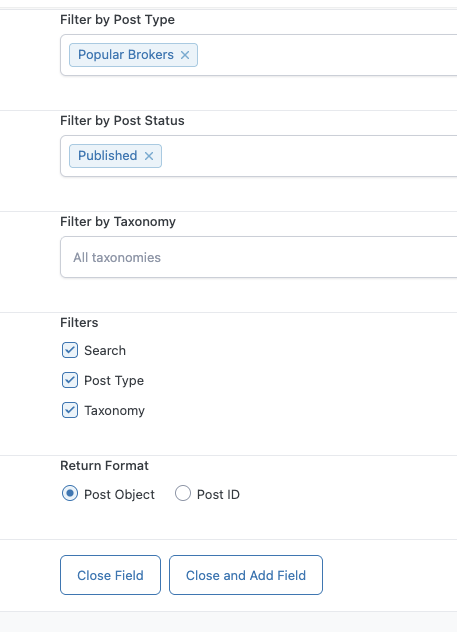 Filter by Post Type
Popular Brokers ×
Filter by Post Status
Published ×
Filter by Taxonomy
All taxonomies
Filters
Search
Post Type
Taxonomy
Return Format
Post Object Post ID
Close Field Close and Add Field